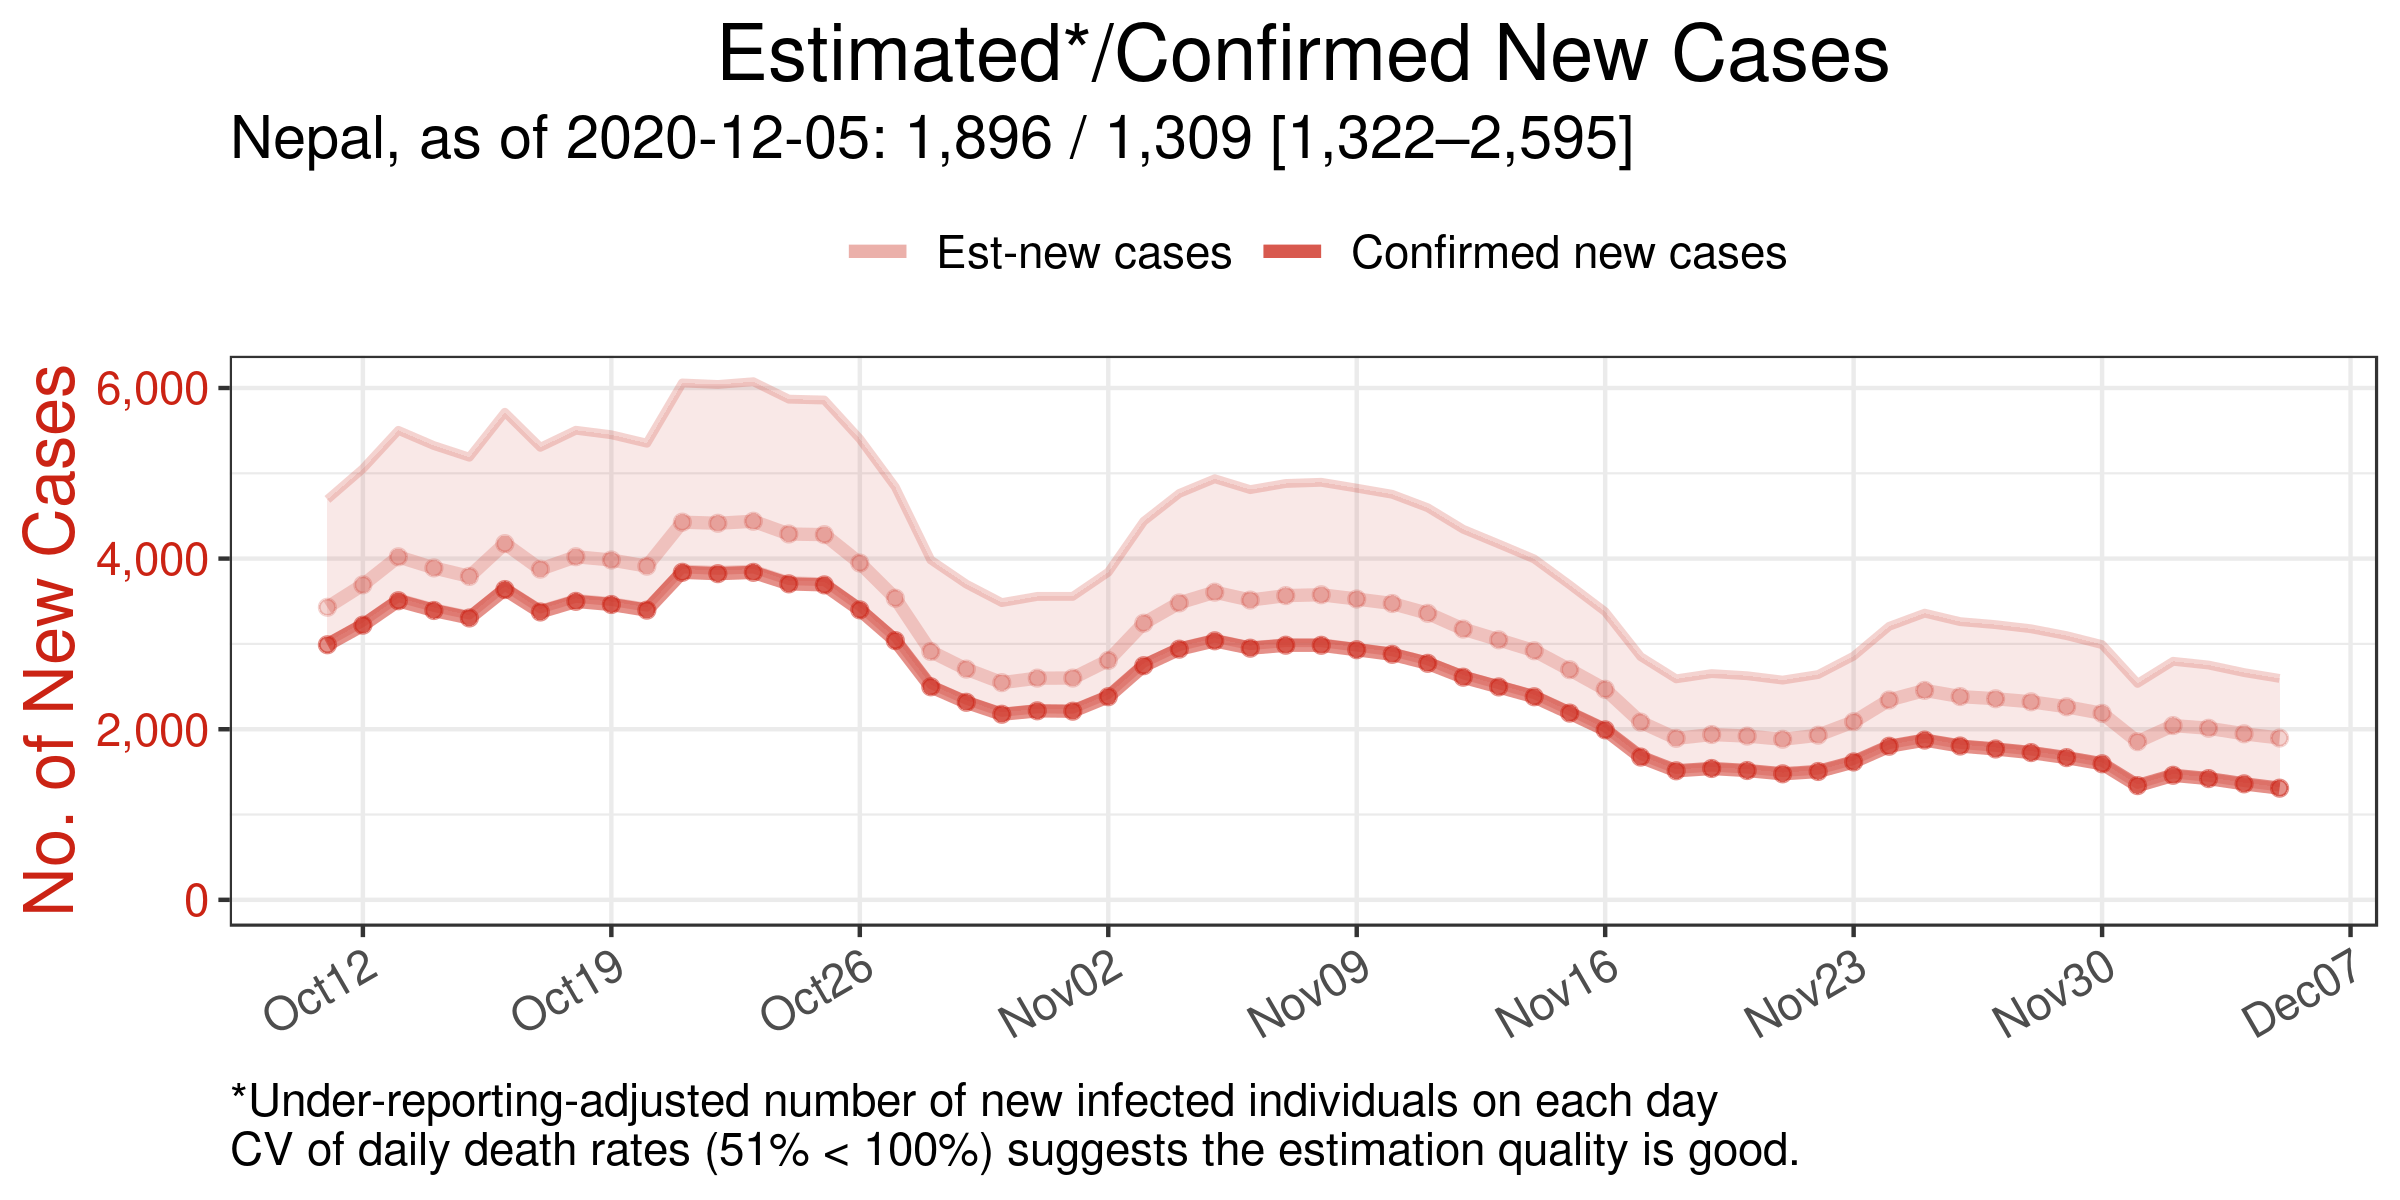 Estimated*/Confirmed New Cases
Nepal, as of 2020-12-05: 1,896 / 1,309 [1,322–2,595]
Est-new cases
Confirmed new cases
No. of New Cases
6,000
4,000
2,000
0
Oct12
Oct19
Oct26
Nov02
Nov09
Nov16
Nov23
Nov30
Dec07
*Under-reporting-adjusted number of new infected individuals on each day
CV of daily death rates (51% < 100%) suggests the estimation quality is good.